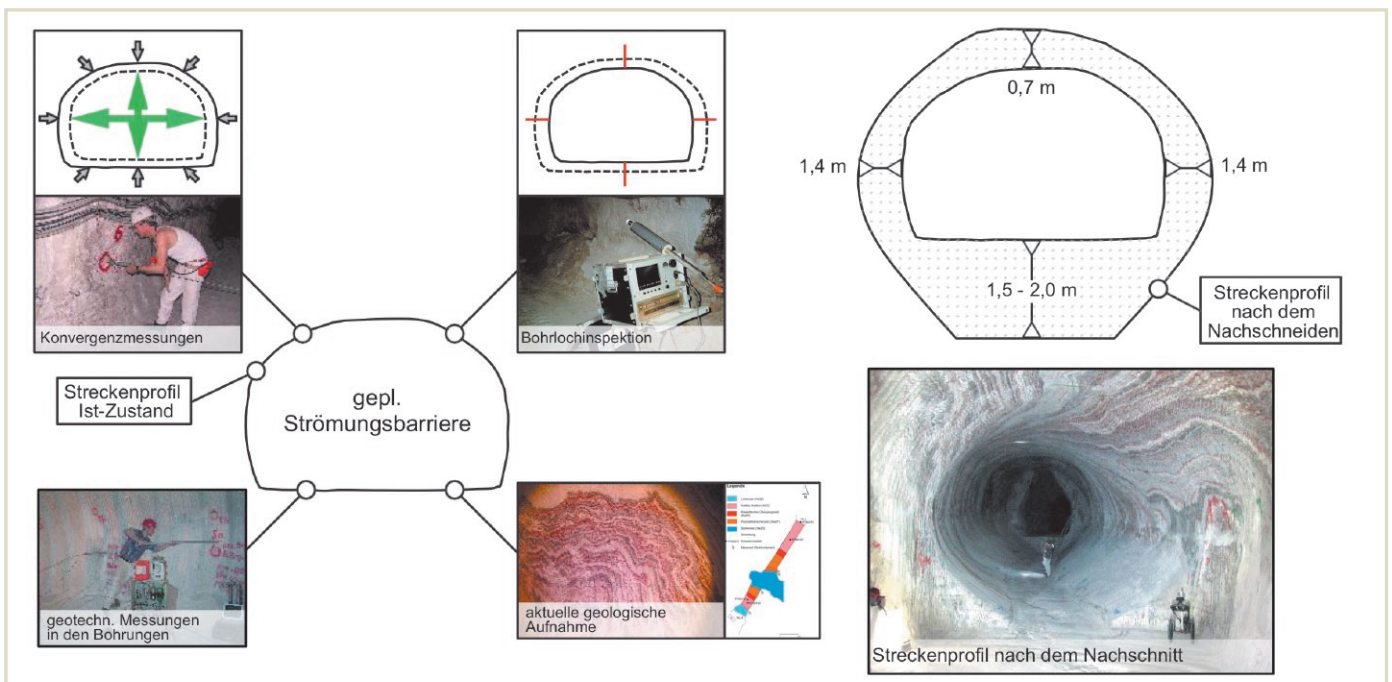 Konvergenzmessungen
Bohrlochinspektion
Streckenprofil
Ist-Zustand
gepl.
Strömungsbarriere
geotechn. Messungen
in den Bohrungen
aktuelle geologische
Aufnahme
Legende
0,7 m
1,4 m
1,4 m
1,5 - 2,0 m
Streckenprofil
nach dem
Nachschneiden
Streckenprofil nach dem Nachschnitt